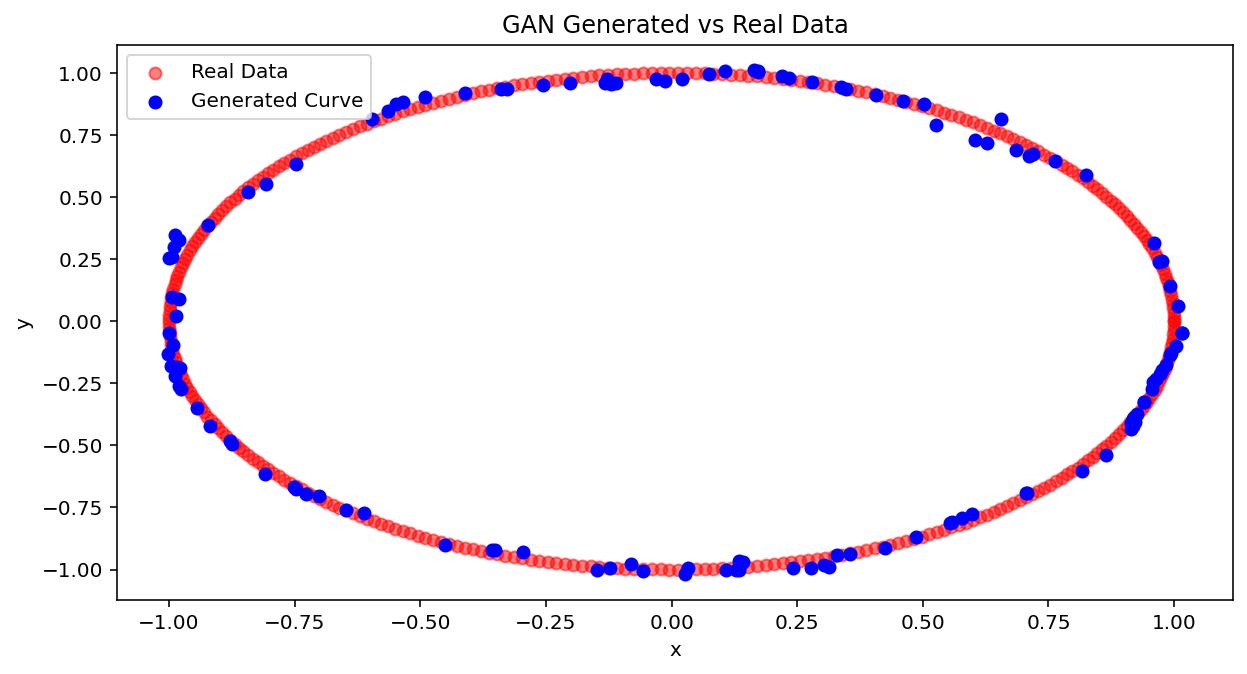 GAN Generated vs Real Data
Real Data
Generated Curve
1.00
0.75
0.50
0.25
0.00
−0.25
−0.50
−0.75
−1.00
y
−1.00 −0.75 −0.50 −0.25 0.00 0.25 0.50 0.75 1.00
x